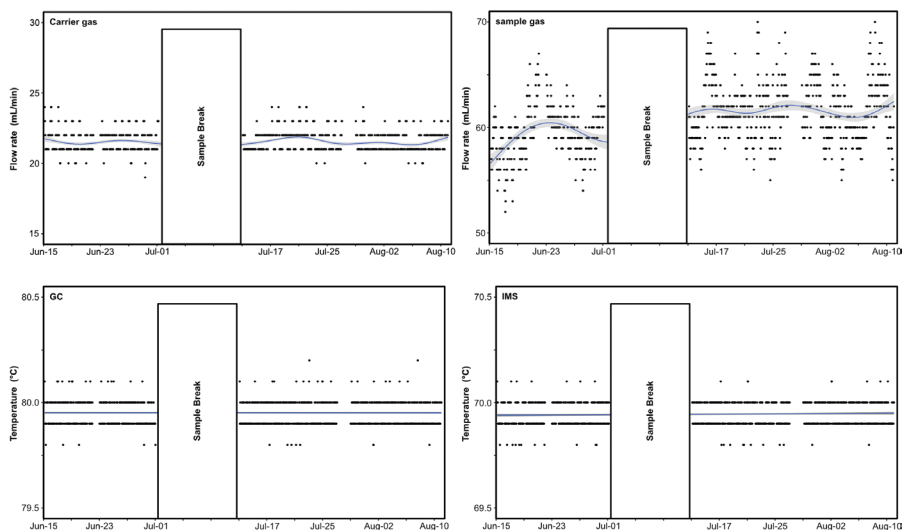 Carrier gas
30
25
20
15
Flow rate (mL/min)
Sample Break
Jun-15 Jun-23 Jul-01 Jul-17 Jul-25 Aug-02 Aug-10
sample gas
70
60
50
Flow rate (mL/min)
Sample Break
Jun-15 Jun-23 Jul-01 Jul-17 Jul-25 Aug-02 Aug-10
GC
80.5
80.0
79.5
Temperature (°C)
Sample Break
Jun-15 Jun-23 Jul-01 Jul-17 Jul-25 Aug-02 Aug-10
IMS
70.5
70.0
69.5
Temperature (°C)
Sample Break
Jun-15 Jun-23 Jul-01 Jul-17 Jul-25 Aug-02 Aug-10